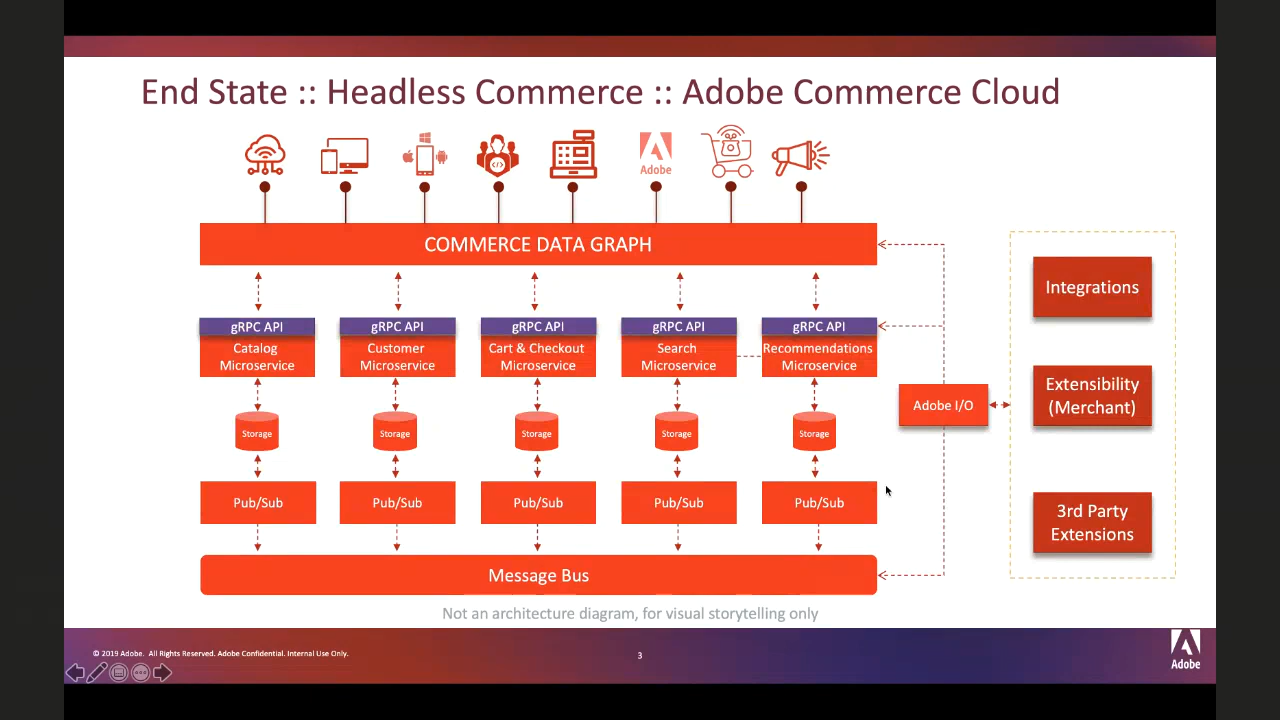 End State :: Headless Commerce :: Adobe Commerce Cloud
Adobe
COMMERCE DATA GRAPH
gRPC API
gRPC API
gRPC API
gRPC API
gRPC API
Catalog
Microservice
Customer
Microservice
Cart & Checkout
Microservice
Search
Microservice
Recommendations
Microservice
Storage
Storage
Storage
Storage
Storage
Pub/Sub
Pub/Sub
Pub/Sub
Pub/Sub
Pub/Sub
Message Bus
Adobe I/O
Integrations
Extensibility
(Merchant)
3rd Party
Extensions
Not an architecture diagram, for visual storytelling only
© 2019 Adobe. All Rights Reserved. Adobe Confidential. Internal Use Only.
3
Adobe